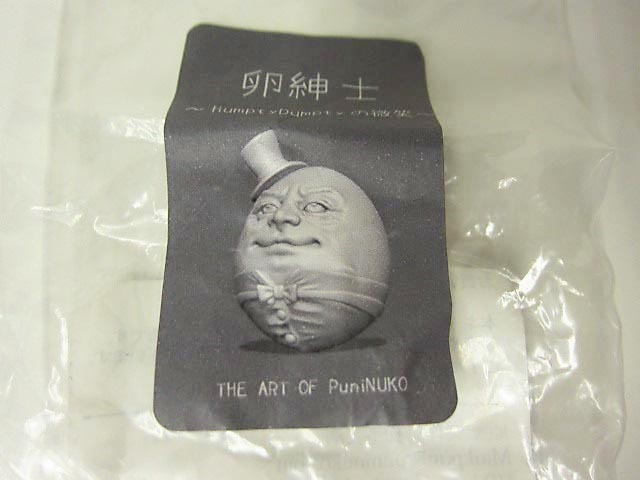 卵紳士
～HumptyDumptyの微笑～
THE ART OF PuniNUKO